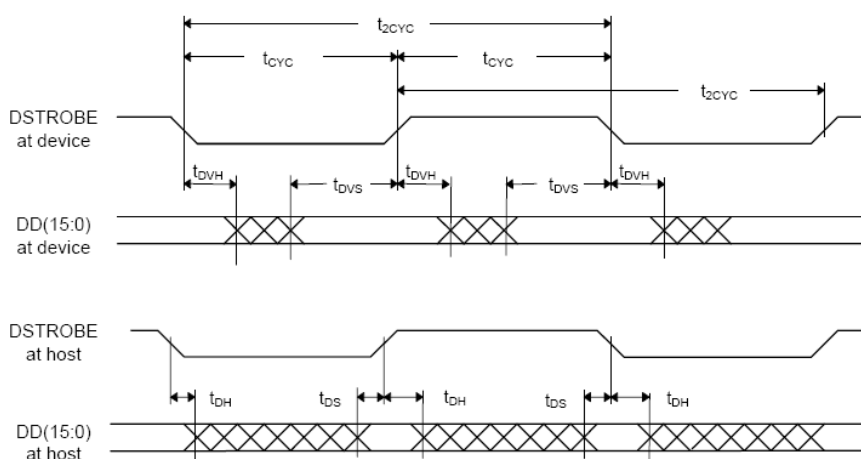 t2CYC
tCYC tCYC
t2CYC
DSTROBE
at device
tDVH tDVS tDVH tDVS tDVH
DD(15:0)
at device
DSTROBE
at host
tDH tDS tDH tDS tDH
DD(15:0)
at host